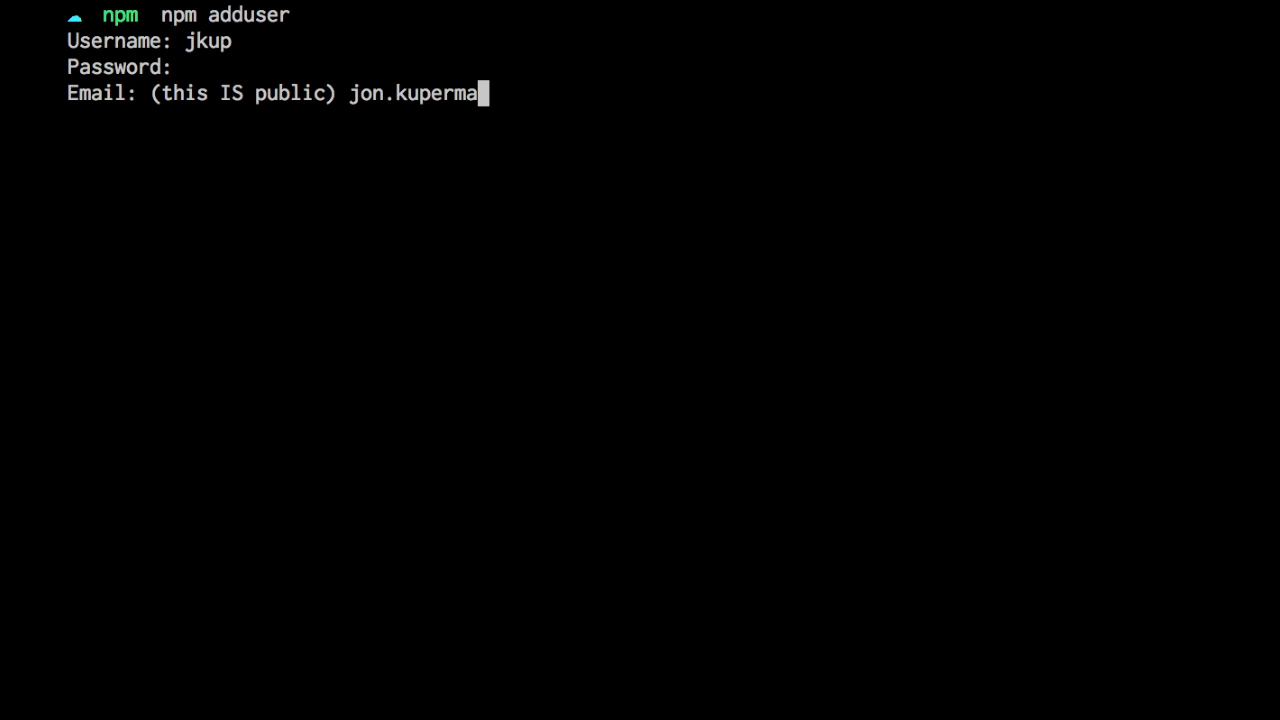 ☁ npm npm adduser
Username: jkup
Password:
Email: (this IS public) jon.kuperma